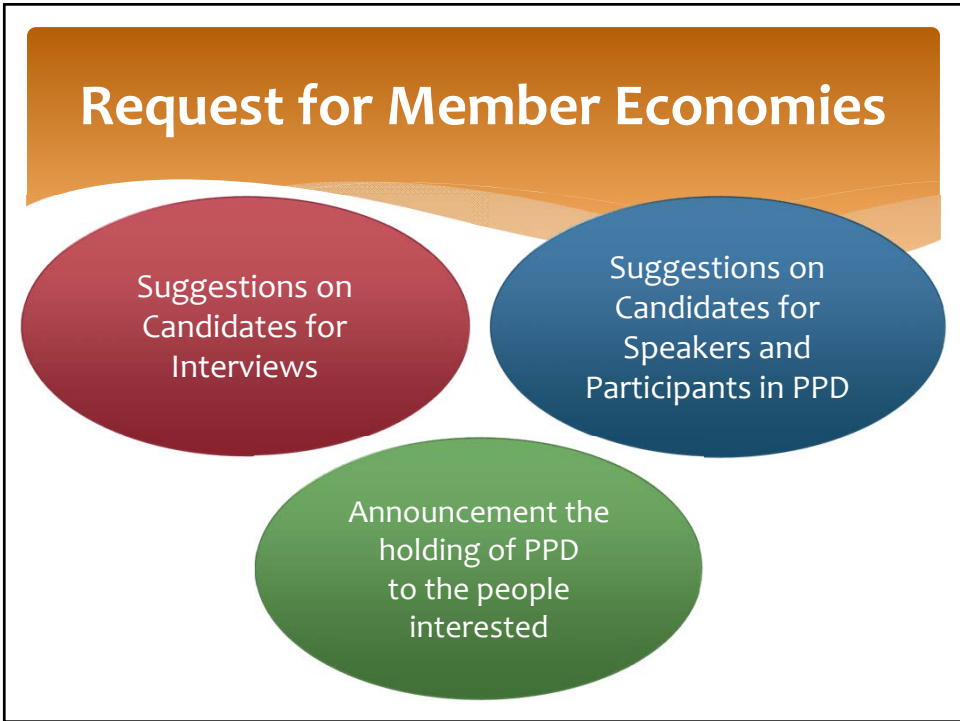 Request for Member Economies
Suggestions on
Candidates for
Interviews
Suggestions on
Candidates for
Speakers and
Participants in PPD
Announcement the
holding of PPD
to the people
interested